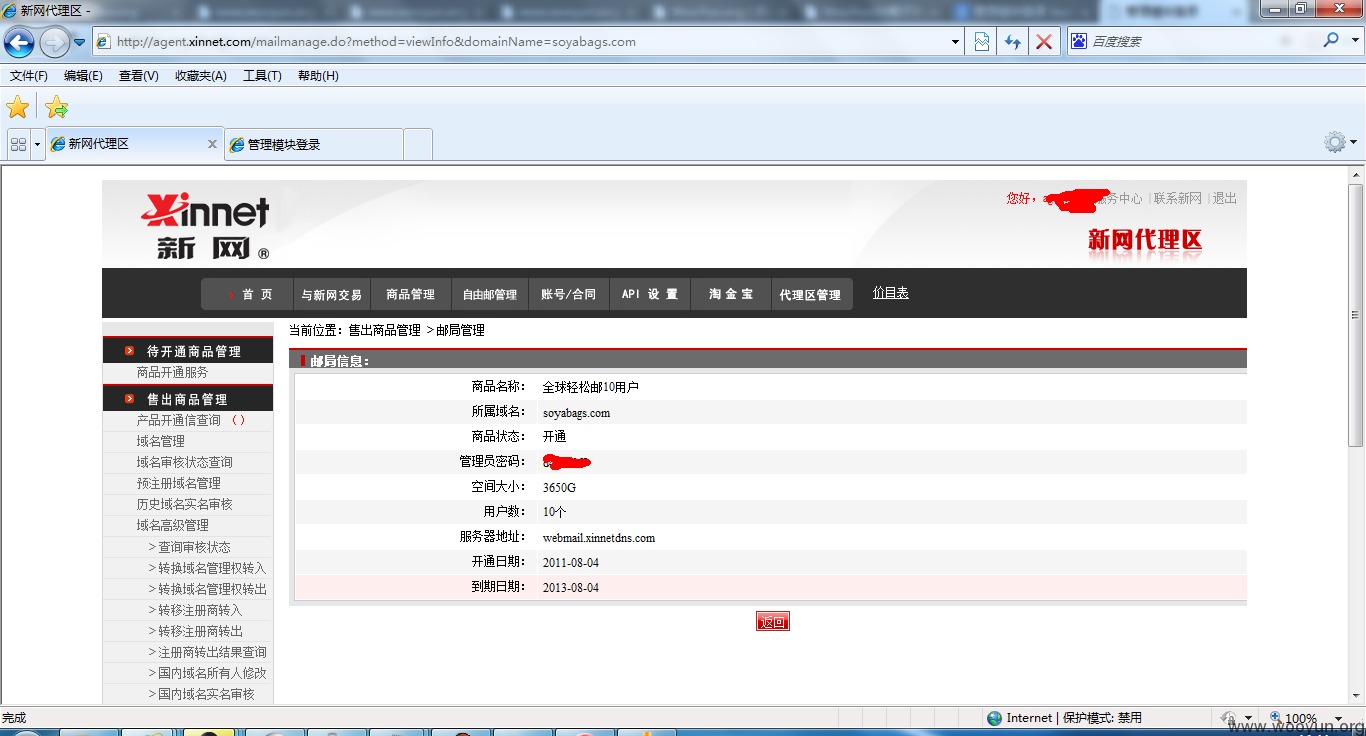 新网代理区 -
http://agent.xinnet.com/mailmanage.do?method=viewInfo&domainName=soyabags.com
百度搜索
文件(F) 编辑(E) 查看(V) 收藏夹(A) 工具(T) 帮助(H)
新网代理区 x 管理模块登录
Xinnet
新 网 ®
您好， 服务中心 | 联系新网 | 退出
新网代理区
首 页 与新网交易 商品管理 自由邮管理 账号/合同 API 设 置 淘 金 宝 代理区管理 价目表
当前位置：售出商品管理 > 邮局管理
待开通商品管理
商品开通服务
售出商品管理
产品开通信查询 ( )
域名管理
域名审核状态查询
预注册域名管理
历史域名实名审核
域名高级管理
> 查询审核状态
> 转换域名管理权转入
> 转换域名管理权转出
> 转移注册商转入
> 转移注册商转出
> 注册商转出结果查询
> 国内域名所有人修改
> 国内域名实名审核
邮局信息：
商品名称： 全球轻松邮10用户
所属域名： soyabags.com
商品状态： 开通
管理员密码：
空间大小： 3650G
用户数： 10个
服务器地址： webmail.xinnetdns.com
开通日期： 2011-08-04
到期日期： 2013-08-04
返回
完成 Internet | 保护模式: 禁用 100%
www.wooyun.org